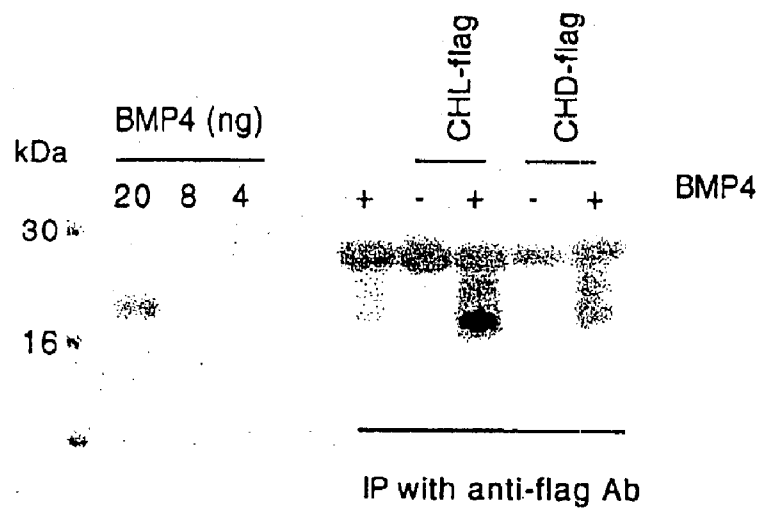 CHL-flag
CHD-flag
BMP4 (ng)
kDa
20 8 4
+ - + - +
BMP4
30
16
IP with anti-flag Ab